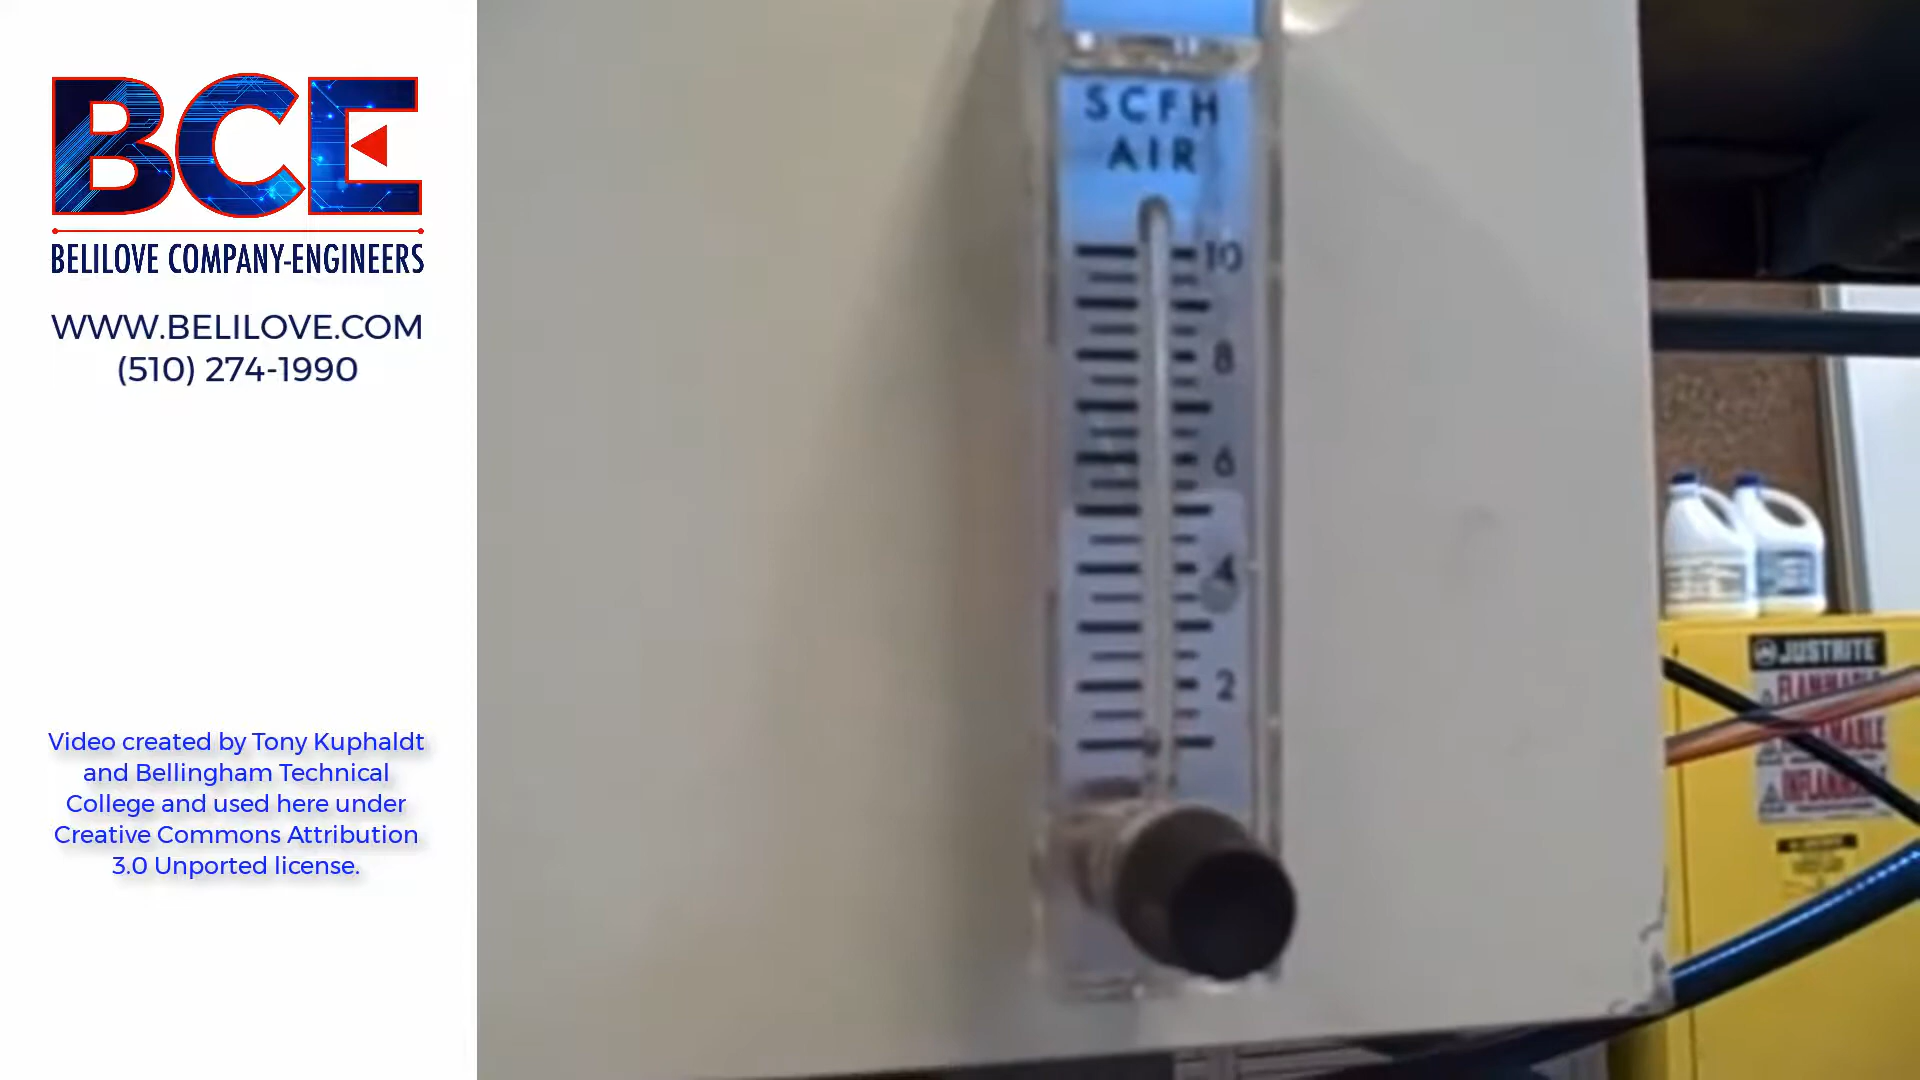 BCE
BELILOVE COMPANY-ENGINEERS
WWW.BELILOVE.COM
(510) 274-1990
Video created by Tony Kuphaldt
and Bellingham Technical
College and used here under
Creative Commons Attribution
3.0 Unported license.
SCFH
AIR
10
8
6
4
2
JUSTRITE
FLAMMABLE